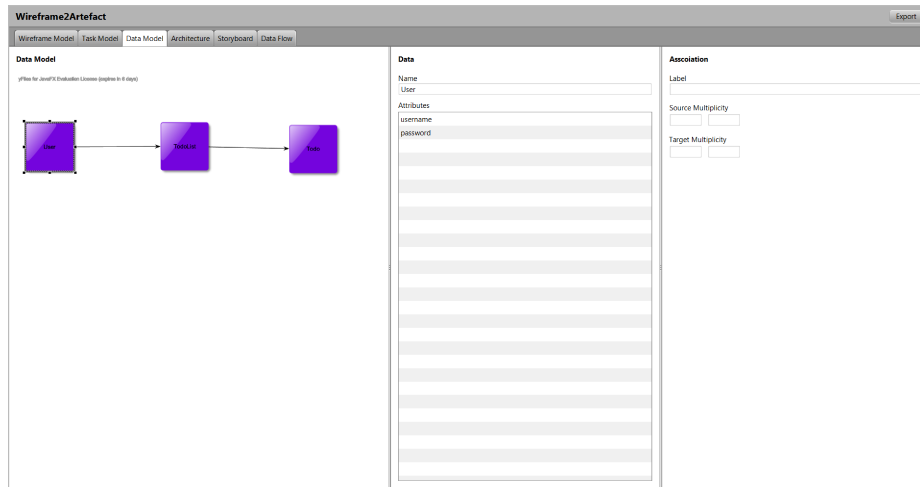 Wireframe2Artefact
Export
Wireframe Model
Task Model
Data Model
Architecture
Storyboard
Data Flow
Data Model
yFiles for JavaFX Evaluation License (expires in 6 days)
User
TodoList
Todo
Data
Name
User
Attributes
username
password
Asscoiation
Label
Source Multiplicity
Target Multiplicity